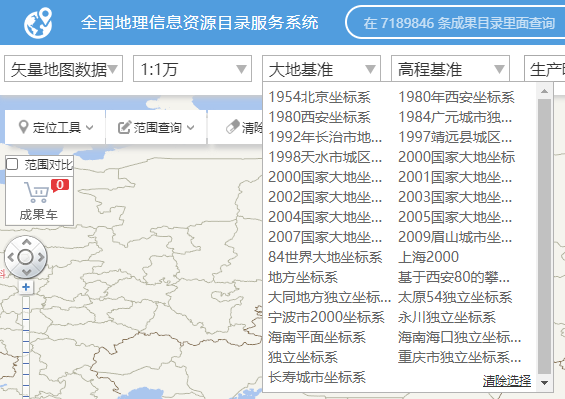 全国地理信息资源目录服务系统
在 7189846 条成果目录里面查询
矢量地图数据 1:1万 大地基准 高程基准
定位工具 范围查询 清除
范围对比
0
成果车
1954北京坐标系 1980年西安坐标系
1980西安坐标系 1984广元城市独...
1992年长治市地... 1997靖远县城区...
1998天水市城区... 2000国家大地坐标
2000国家大地坐... 2001国家大地坐...
2002国家大地坐... 2003国家大地坐...
2004国家大地坐... 2005国家大地坐...
2007国家大地坐... 2009眉山城市坐...
84世界大地坐标系 上海2000
地方坐标系 基于西安80的攀...
大同地方独立坐标... 太原54独立坐标系
宁波市2000坐标系 永川独立坐标系
海南平面坐标系 海南海口独立坐标...
独立坐标系 重庆市独立坐标系...
长寿城市坐标系 清除选择